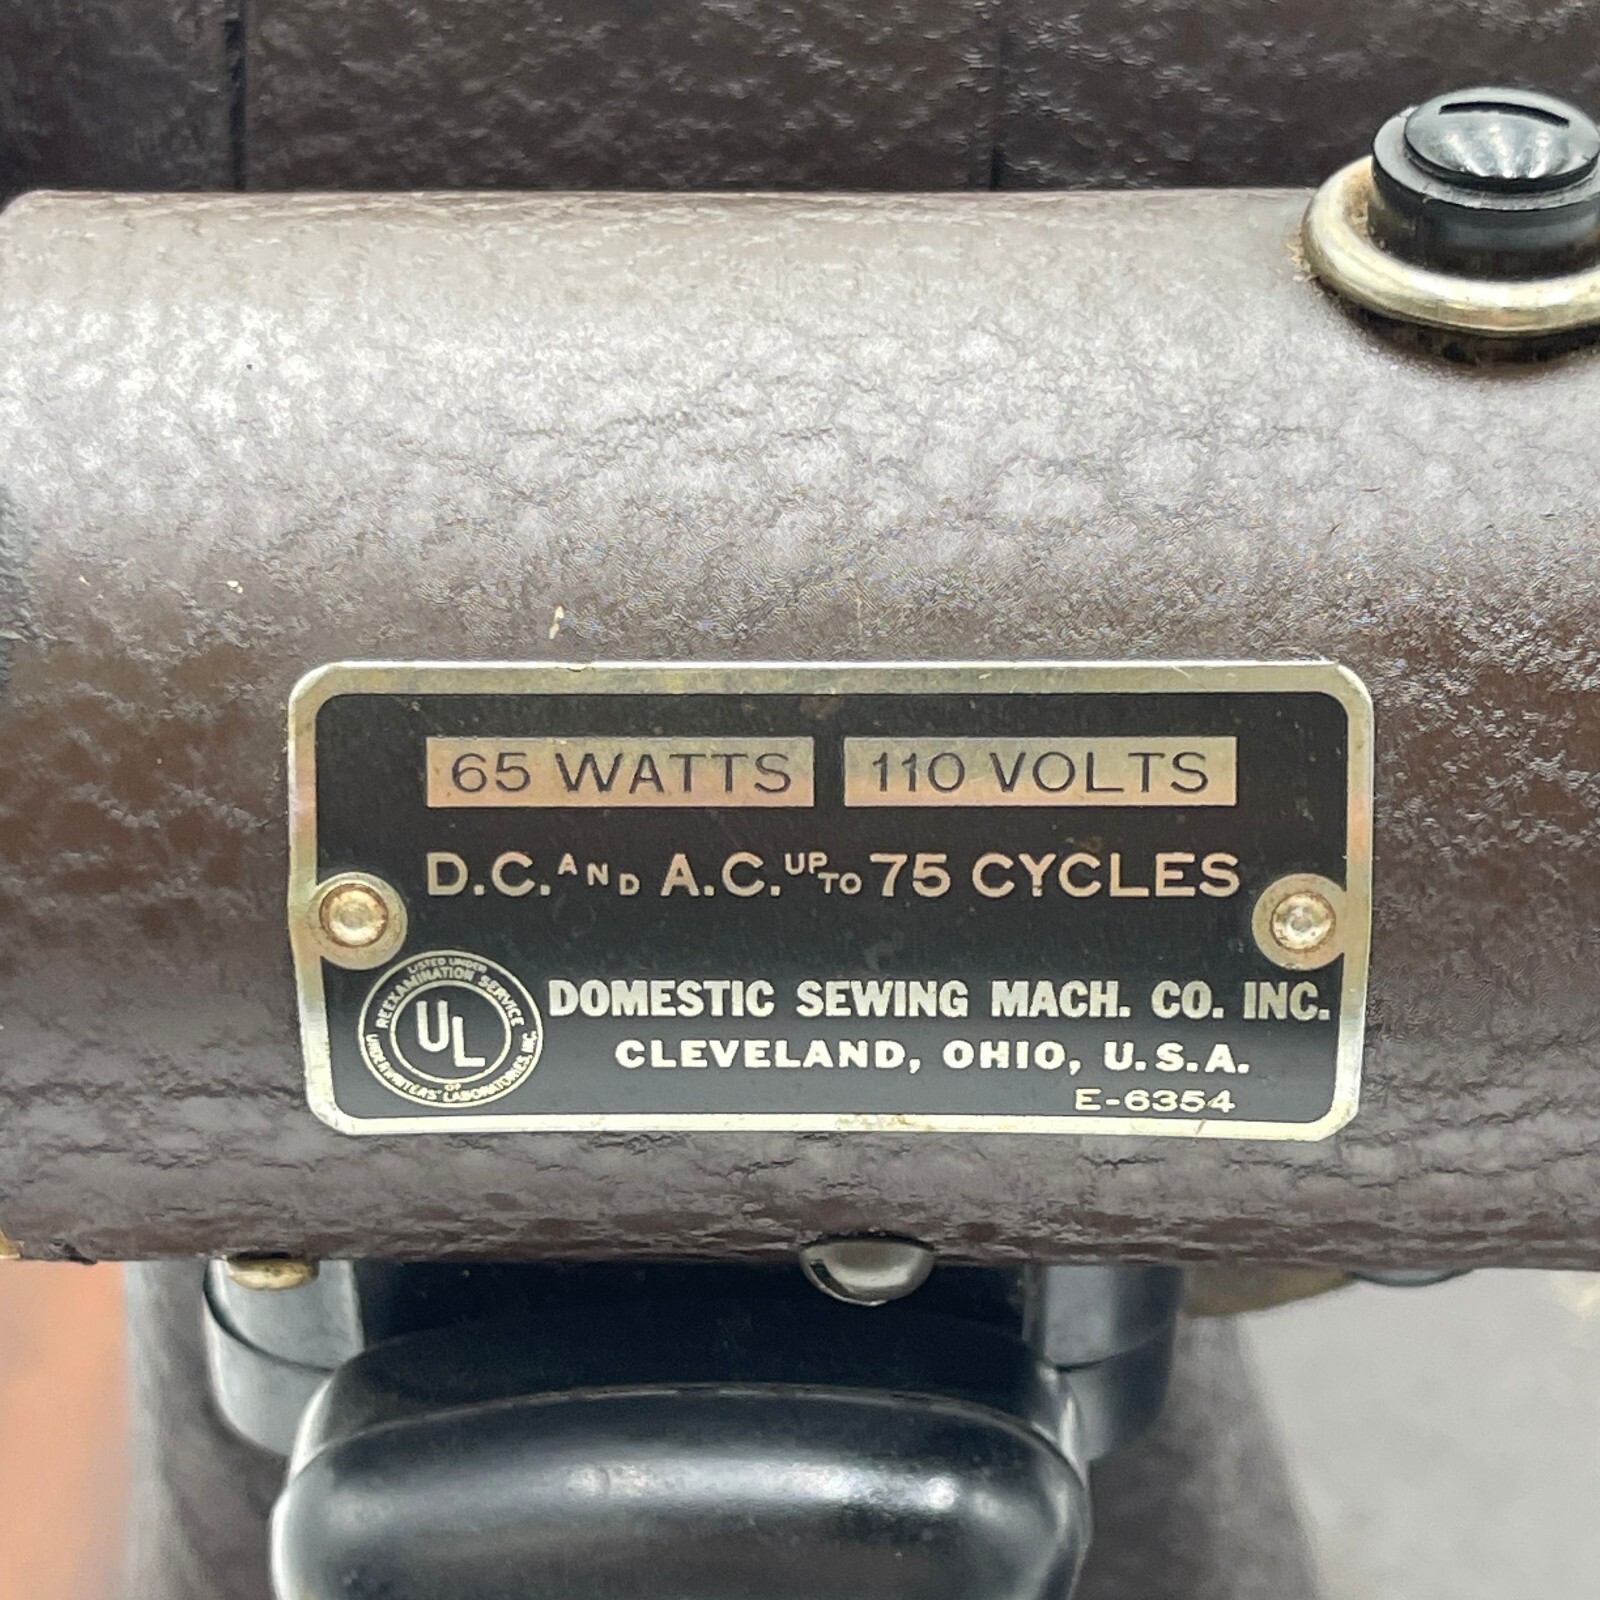 65 WATTS 110 VOLTS
D.C. AND A.C. UP TO 75 CYCLES
LISTED UNDER
REEXAMINATION SERVICE
UL
OF
UNDERWRITERS' LABORATORIES, INC.
DOMESTIC SEWING MACH. CO. INC.
CLEVELAND, OHIO, U.S.A.
E-6354